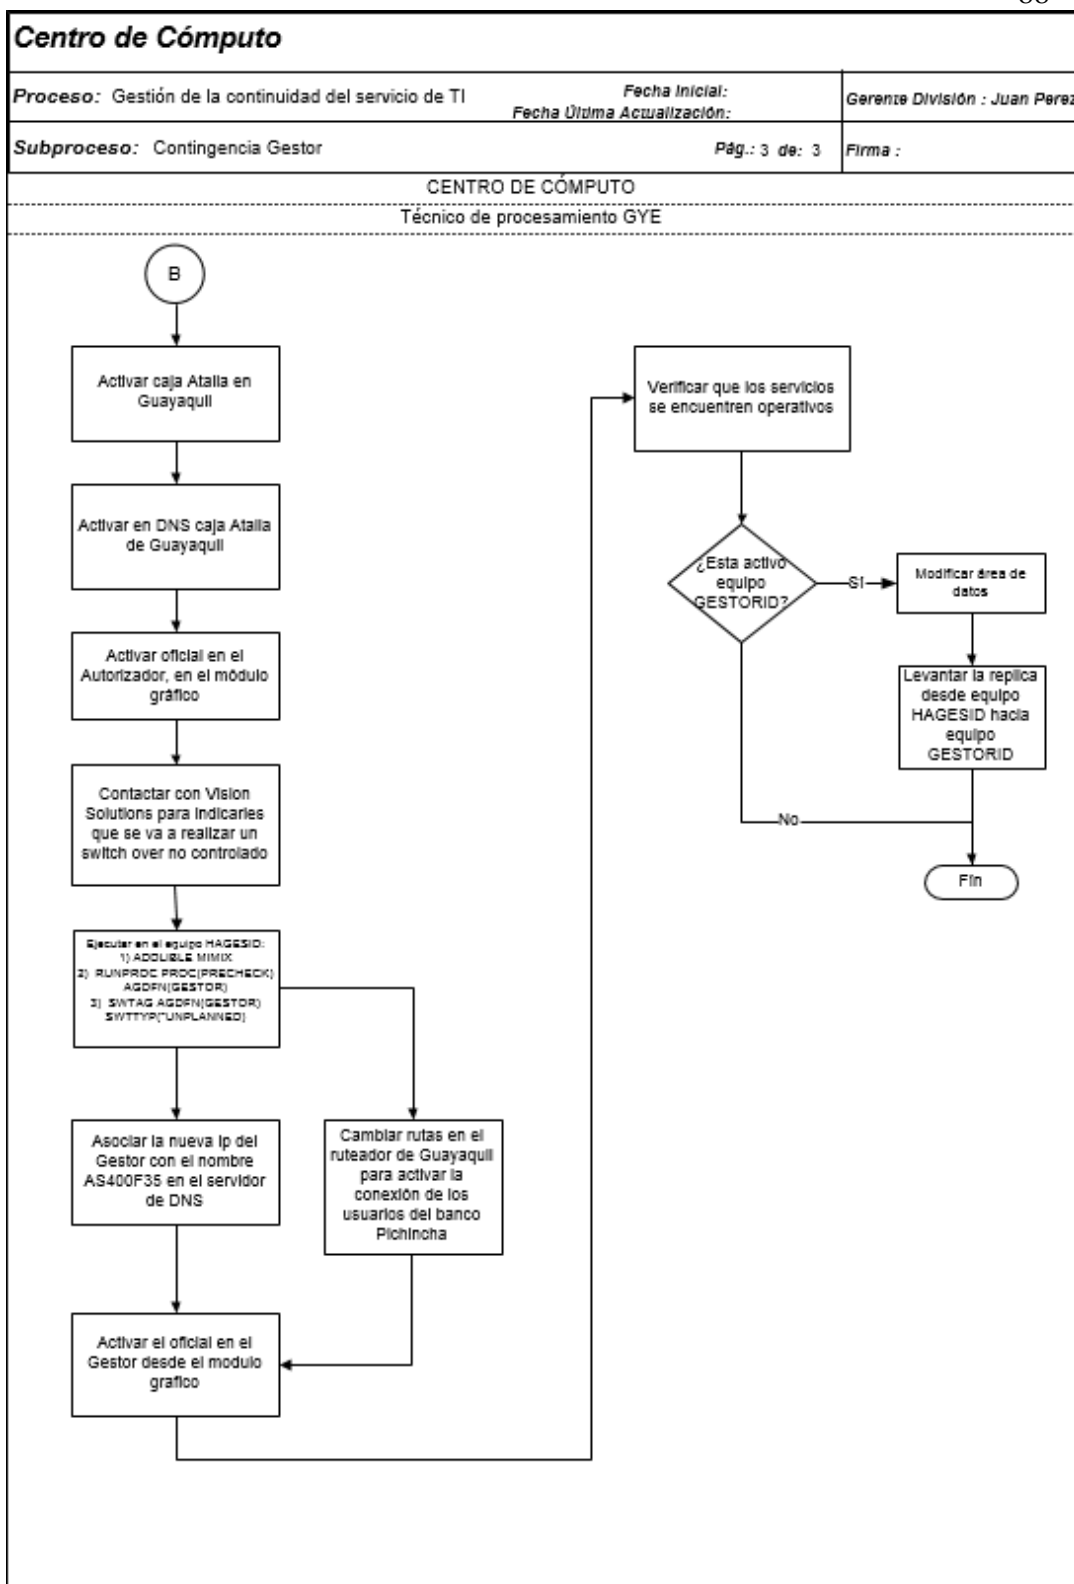 Centro de Cómputo
Proceso: Gestión de la continuidad del servicio de TI
Fecha Inicial:
Fecha Última Actualización:
Gerente División : Juan Perez
Subproceso: Contingencia Gestor
Pág.: 3 de: 3
Firma :
CENTRO DE CÓMPUTO
Técnico de procesamiento GYE
B
Activar caja Atalla en
Guayaquil
Activar en DNS caja Atalla
de Guayaquil
Activar oficial en el
Autorizador, en el módulo
gráfico
Contactar con Vision
Solutions para indicarles
que se va a realizar un
switch over no controlado
Ejecutar en el equipo HAGESID:
1) ADDLIBLE MIMIX
2) RUNPROC PROC(PRECHECK)
AGDFN(GESTOR)
3) SWTAG AGDFN(GESTOR)
SWTTYP(*UNPLANNED)
Asociar la nueva Ip del
Gestor con el nombre
AS400F35 en el servidor
de DNS
Cambiar rutas en el
ruteador de Guayaquil
para activar la
conexión de los
usuarios del banco
Pichincha
Activar el oficial en el
Gestor desde el modulo
grafico
Verificar que los servicios
se encuentren operativos
¿Esta activo
equipo
GESTORID?
Sí
Modificar área de
datos
Levantar la replica
desde equipo
HAGESID hacia
equipo
GESTORID
No
Fin